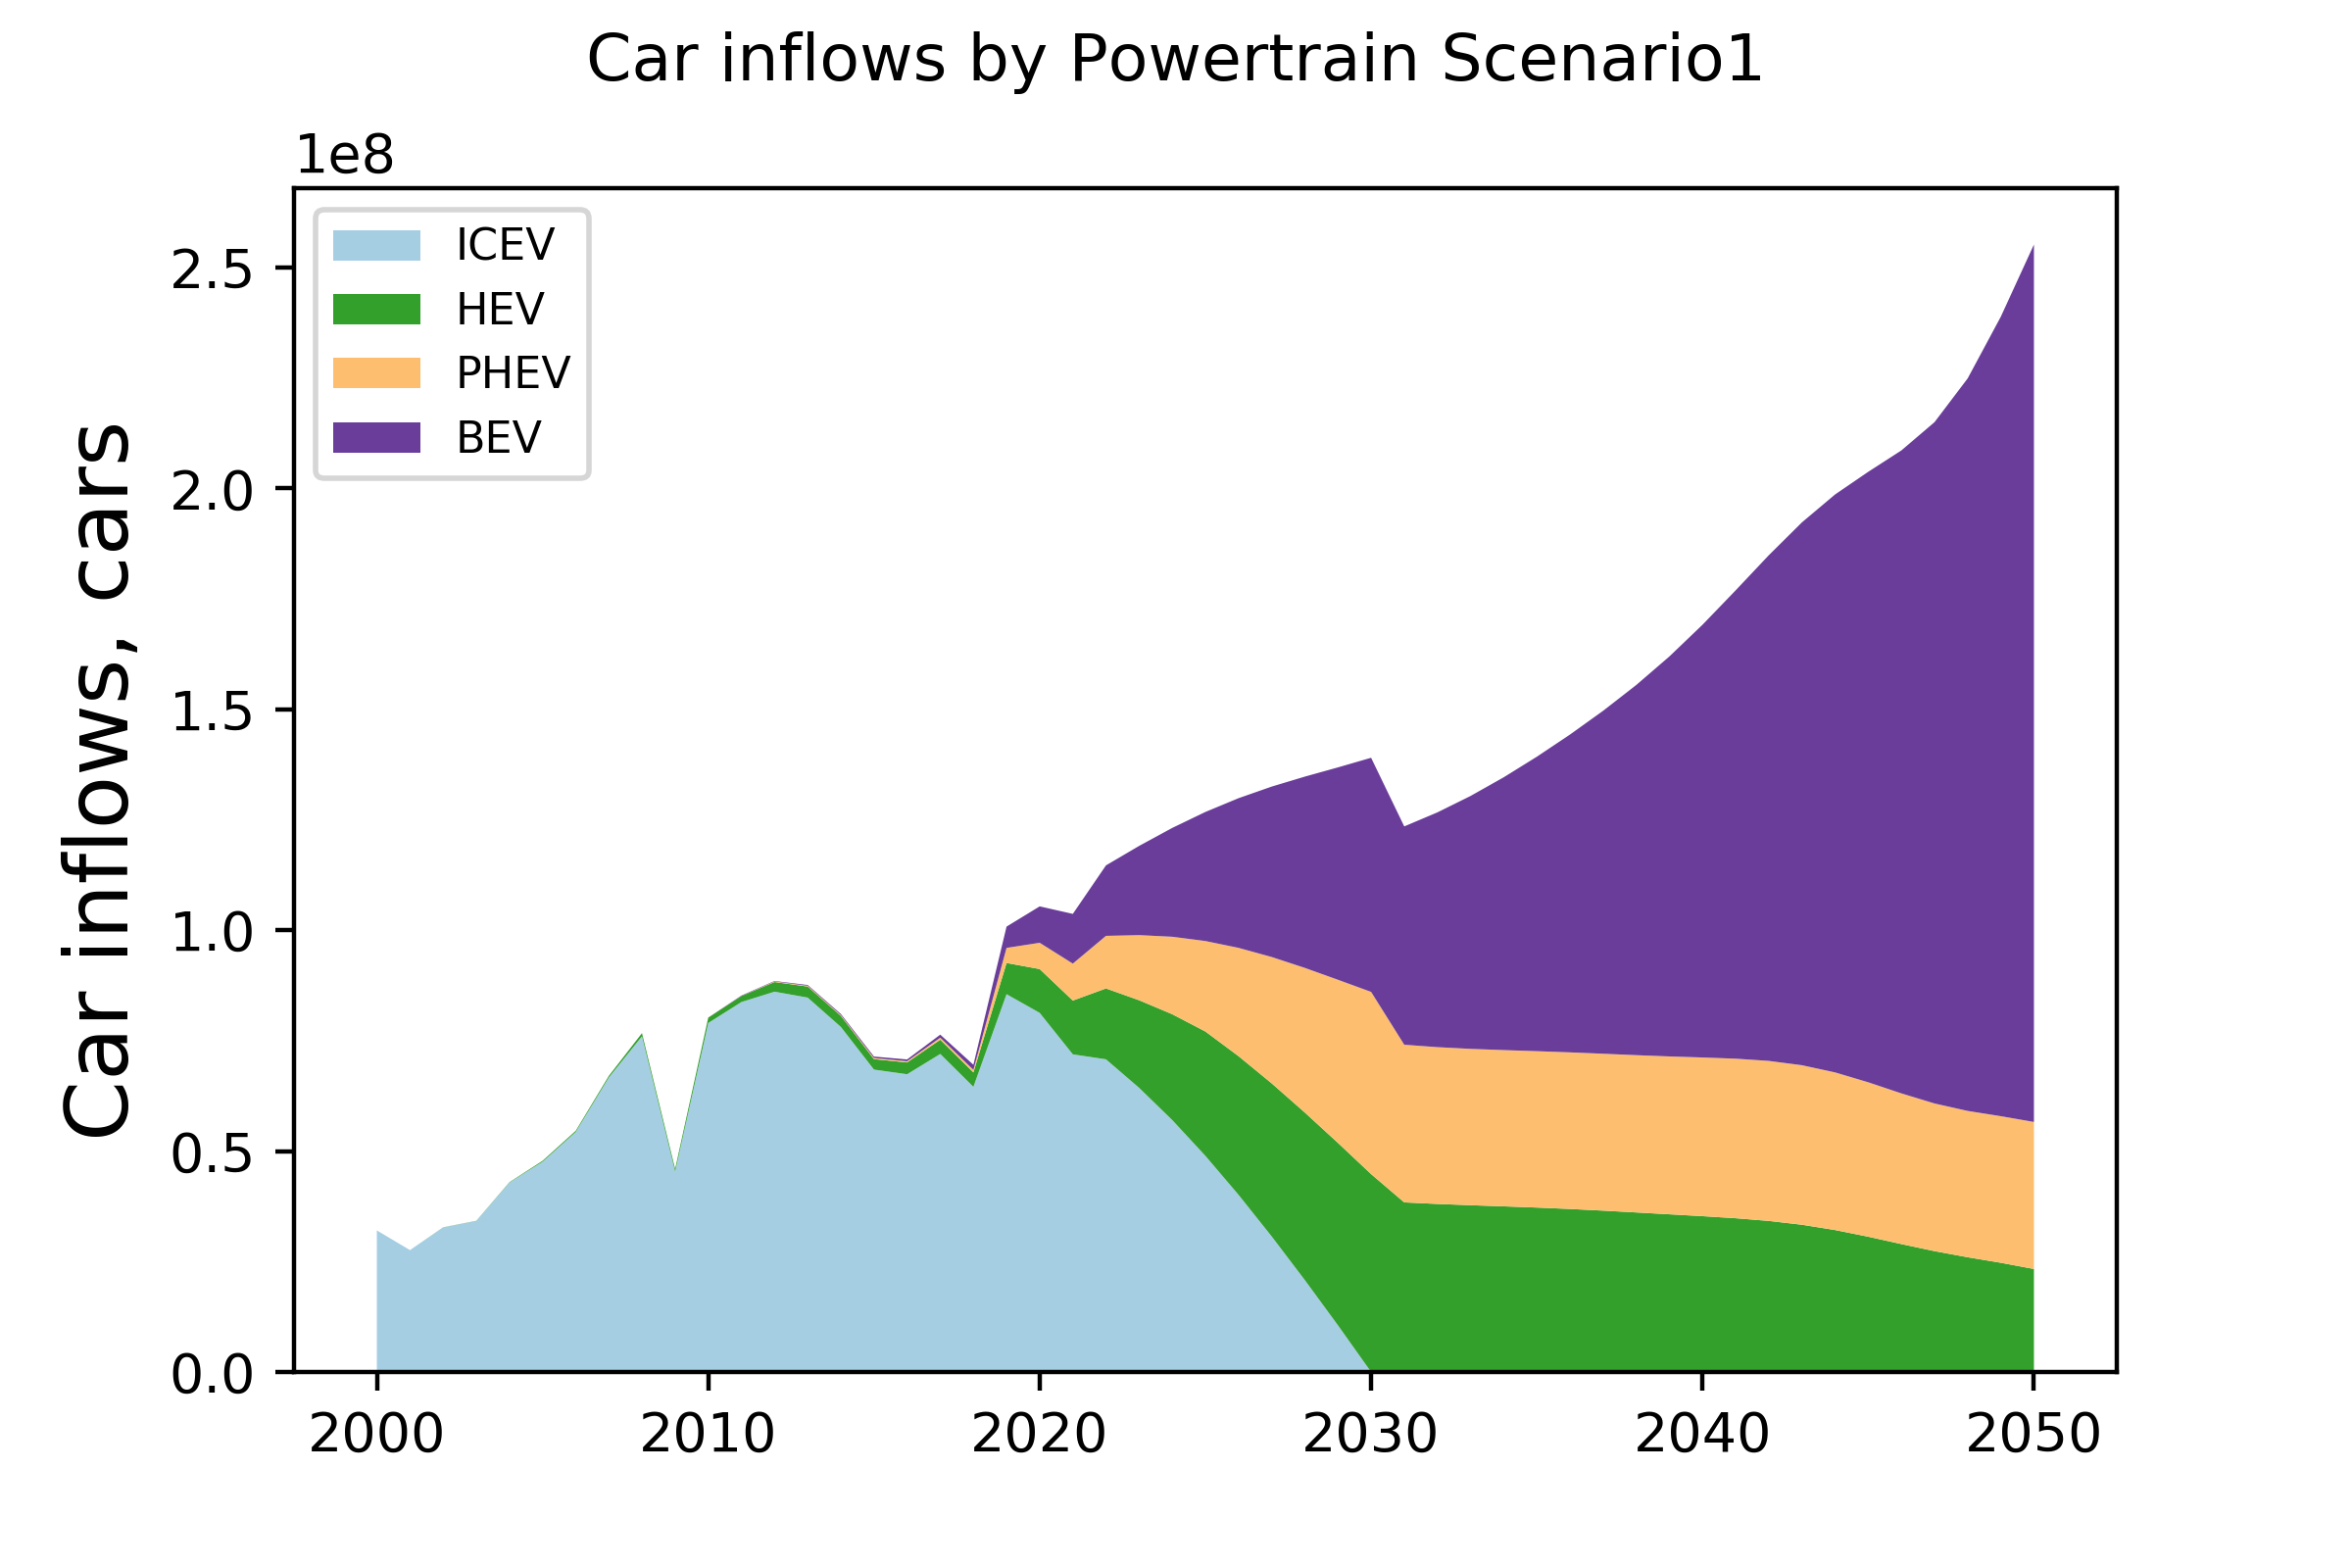 Car inflows by Powertrain Scenario1
1e8
ICEV
HEV
PHEV
BEV
Car inflows, cars
2.5
2.0
1.5
1.0
0.5
0.0
2000 2010 2020 2030 2040 2050